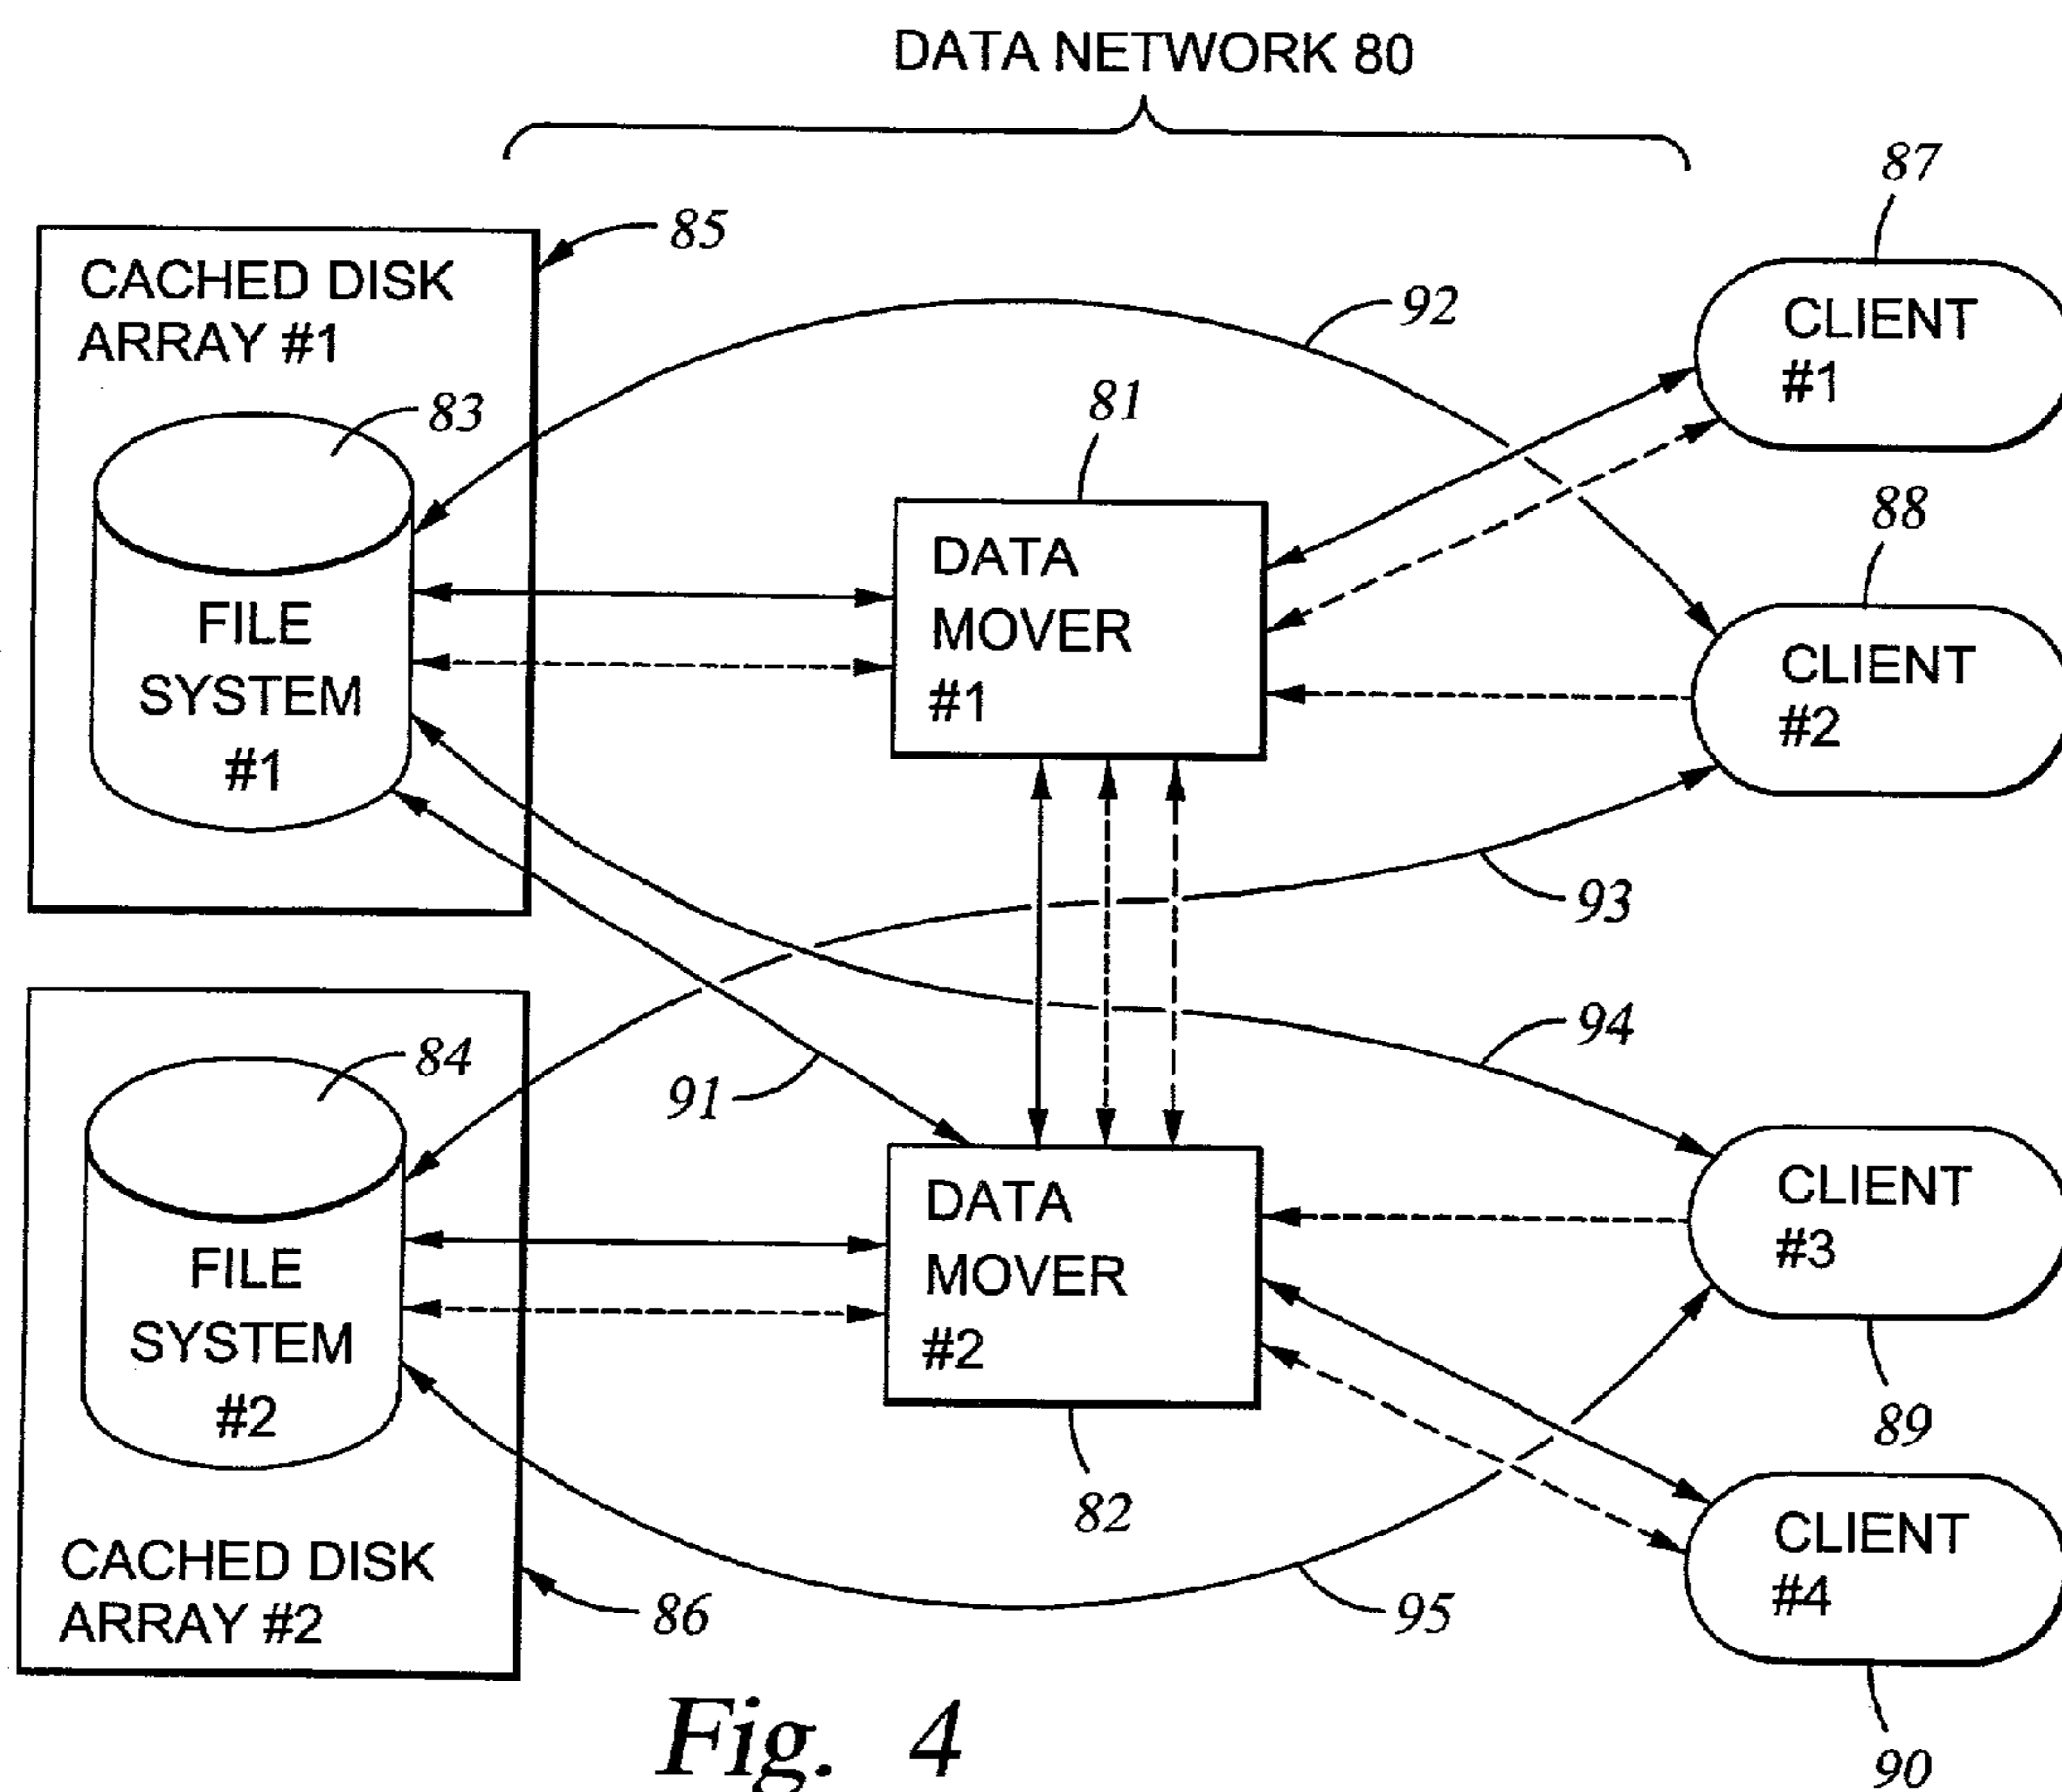 DATA NETWORK 80
87
85
CACHED DISK
ARRAY #1
92
CLIENT
#1
83
81
88
DATA
MOVER
#1
FILE
SYSTEM
#1
CLIENT
#2
93
94
84
91
CLIENT
#3
DATA
MOVER
#2
FILE
SYSTEM
#2
89
82
CLIENT
#4
CACHED DISK
ARRAY #2
86
95
Fig. 4
90